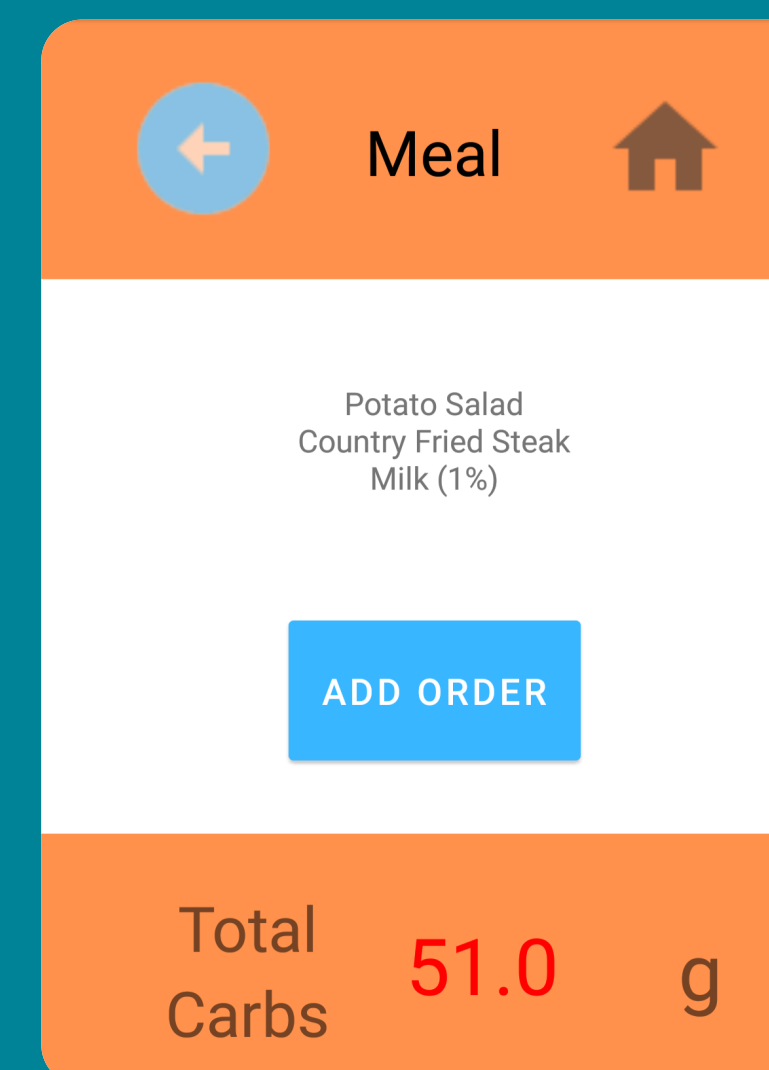 Meal
Potato Salad
Country Fried Steak
Milk (1%)
ADD ORDER
Total
Carbs
51.0
g